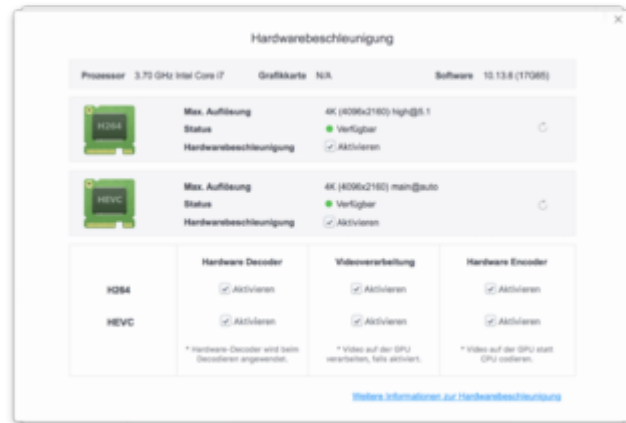 Hardwarebeschleunigung
Prozessor 3.70 GHz Intel Core i7 Grafikkarte N/A Software 10.13.6 (17G65)
H264
Max. Auflösung 4K (4096x2160) high@5.1
Status Verfügbar
Hardwarebeschleunigung Aktivieren
HEVC
Max. Auflösung 4K (4096x2160) main@auto
Status Verfügber
Hardwarebeschleunigung Aktivieren
Hardware Decoder Videoverarbeitung Hardware Encoder
H264 Aktivieren Aktivieren Aktivieren
HEVC Aktivieren Aktivieren Aktivieren
* Hardware-Decoder wird beim * Video auf der GPU * Video auf der GPU statt
Decodieren angewendet. verarbeiten, falls aktiviert. CPU codieren.
Weitere Informationen zur Hardwarebeschleunigung